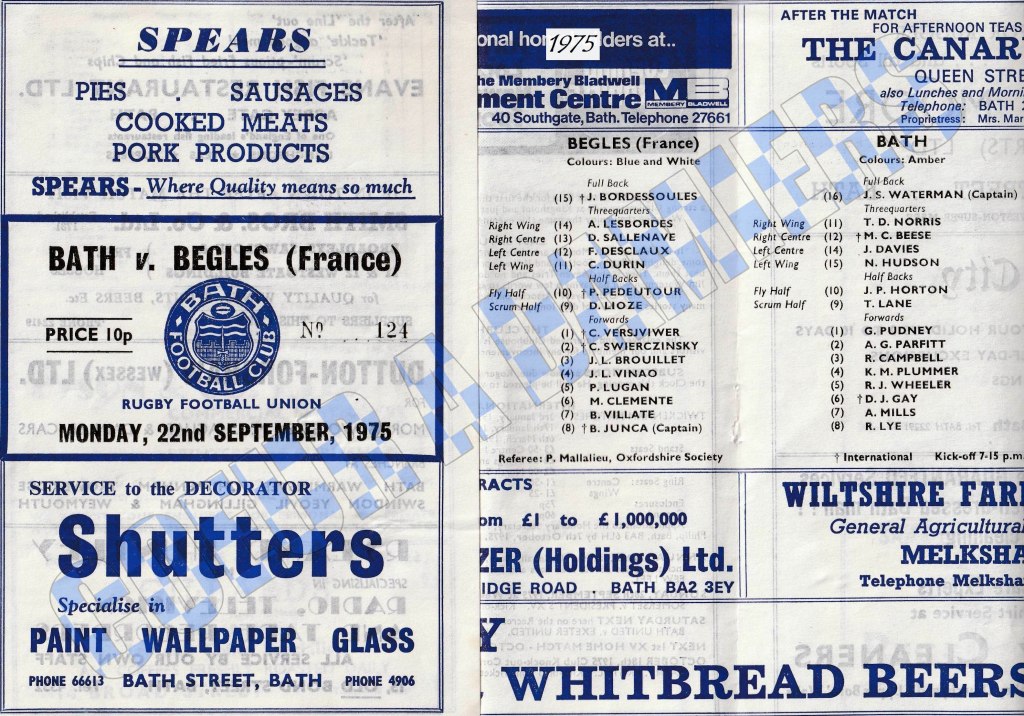 SPEARS
PIES . SAUSAGES
COOKED MEATS
PORK PRODUCTS
SPEARS - Where Quality means so much
BATH v. BEGLES (France)
PRICE 10p
BATH
FOOTBALL CLUB
No ... 124
RUGBY FOOTBALL UNION
MONDAY, 22nd SEPTEMBER, 1975
SERVICE to the DECORATOR
Shutters
Specialise in
PAINT WALLPAPER GLASS
PHONE 66613 BATH STREET, BATH PHONE 4906
1975
ders at..
he Membery Bladwell
ment Centre
MB
MEMBERY BLADWELL
40 Southgate, Bath. Telephone 27661
AFTER THE MATCH
FOR AFTERNOON TEAS
THE CANAR
QUEEN STRE
also Lunches and Morni
Telephone: BATH
Proprietress: Mrs. Mar
BEGLES (France)
Colours: Blue and White
Full Back
(15) †J. BORDESSOULES
Threequarters
Right Wing (14) A. LESBORDES
Right Centre (13) D. SALLENAVE
Left Centre (12) F. DESCLAUX
Left Wing (11) C. DURIN
Half Backs
Fly Half (10) †P. PEDEUTOUR
Scrum Half (9) D. LIOZE
Forwards
(1) †C. VERSJVIWER
(2) †C. SWIERCZINSKY
(3) J.L. BROUILLET
(4) J.L. VINAO
(5) P. LUGAN
(6) M. CLEMENTE
(7) B. VILLATE
(8) †B. JUNCA (Captain)
Referee: P. Mallalieu, Oxfordshire Society
BATH
Colours: Amber
Full Back
(16) J. S. WATERMAN (Captain)
Threequarters
Right Wing (11) T. D. NORRIS
Right Centre (12) †M. C. BEESE
Left Centre (14) J. DAVIES
Left Wing (15) N. HUDSON
Half Backs
Fly Half (10) J. P. HORTON
Scrum Half (9) T. LANE
Forwards
(1) C. PUDNEY
(2) A. G. PARFITT
(3) R. CAMPBELL
(4) K. M. PLUMMER
(5) R. J. WHEELER
(6) †D. J. GAY
(7) A. MILLS
(8) R. LYE
† International Kick-off 7-15 p.m.
RACTS
om £1 to £1,000,000
ZER (Holdings) Ltd.
IDGE ROAD . BATH BA2 3EY
WILTSHIRE FAR
General Agricultural
MELKSHA
Telephone Melksha
Y
WHITBREAD BEERS